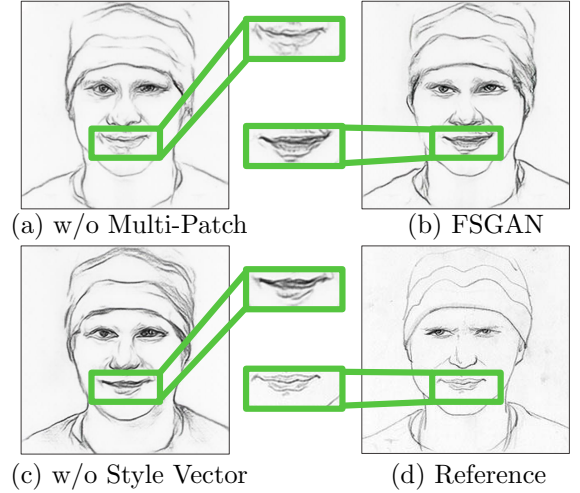 (a) w/o Multi-Patch
(b) FSGAN
(c) w/o Style Vector
(d) Reference